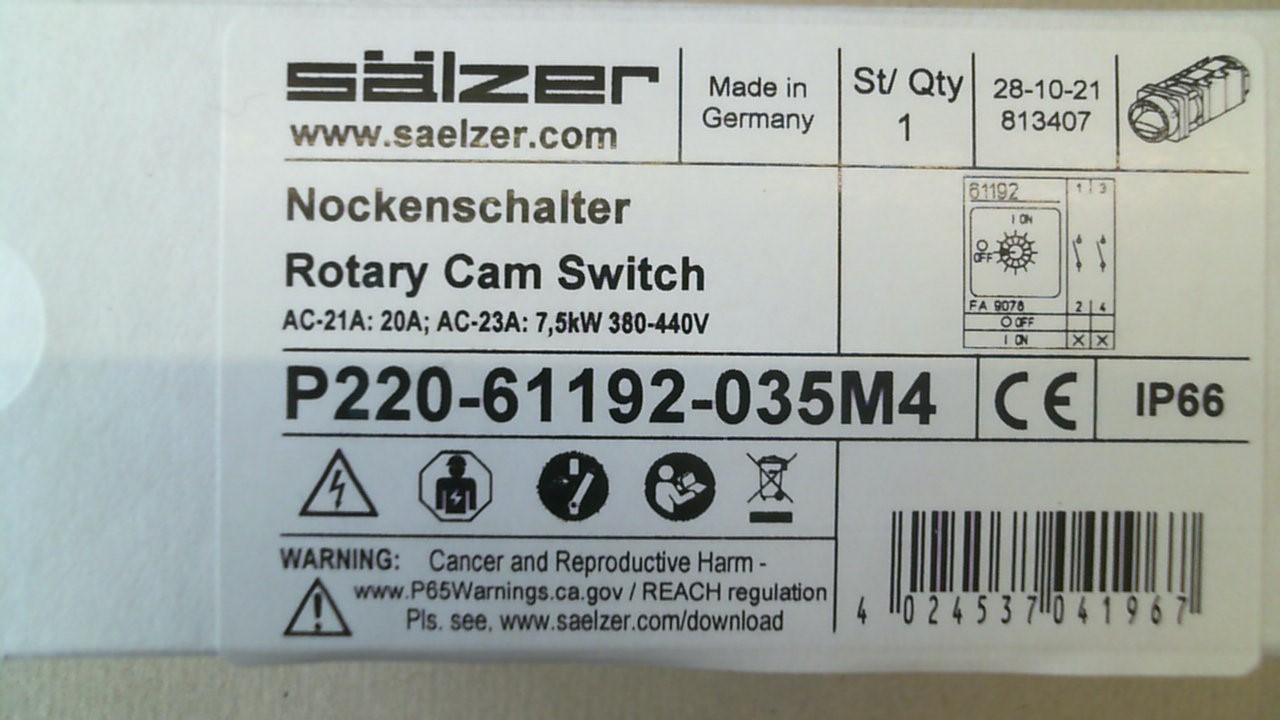 sälzer
www.saelzer.com
Made in
Germany
St/ Qty
1
28-10-21
813407
Nockenschalter
Rotary Cam Switch
AC-21A: 20A; AC-23A: 7,5kW 380-440V
61192
1 3
I ON
O
OFF
FA 9078
2 4
O OFF
I ON X X
P220-61192-035M4
CE
IP66
WARNING: Cancer and Reproductive Harm -
www.P65Warnings.ca.gov / REACH regulation
Pls. see, www.saelzer.com/download
4 024537 041967